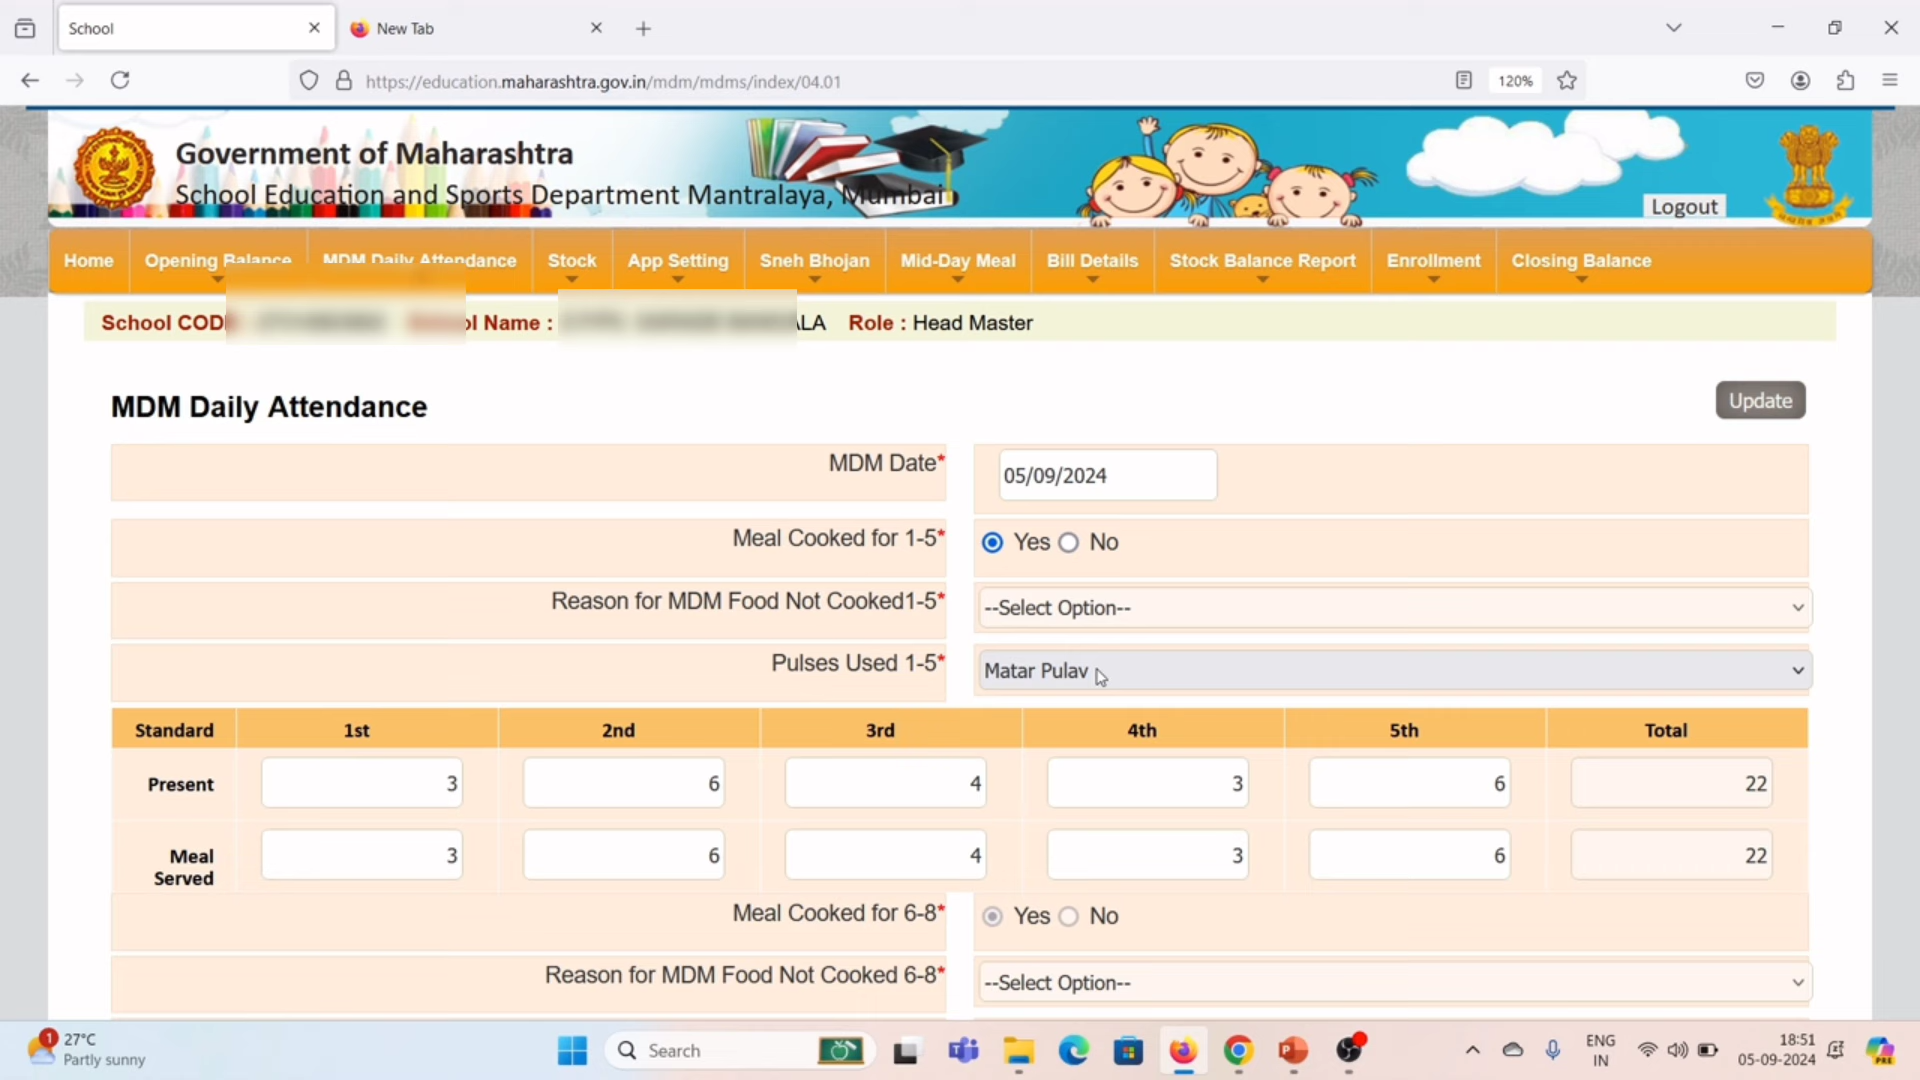 School
New Tab
https://education.maharashtra.gov.in/mdm/mdms/index/04.01
120%
Government of Maharashtra
School Education and Sports Department Mantralaya, Mumbai
Logout
Home Opening Balance MDM Daily Attendance Stock App Setting Sneh Bhojan Mid-Day Meal Bill Details Stock Balance Report Enrollment Closing Balance
School COD ol Name : LA Role : Head Master
MDM Daily Attendance
Update
MDM Date*
05/09/2024
Meal Cooked for 1-5*
Yes No
Reason for MDM Food Not Cooked1-5*
--Select Option--
Pulses Used 1-5*
Matar Pulav
Standard 1st 2nd 3rd 4th 5th Total
Present 3 6 4 3 6 22
Meal Served 3 6 4 3 6 22
Meal Cooked for 6-8*
Yes No
Reason for MDM Food Not Cooked 6-8*
--Select Option--
1
27°C
Partly sunny
Search
ENG
IN
18:51
05-09-2024
PRE